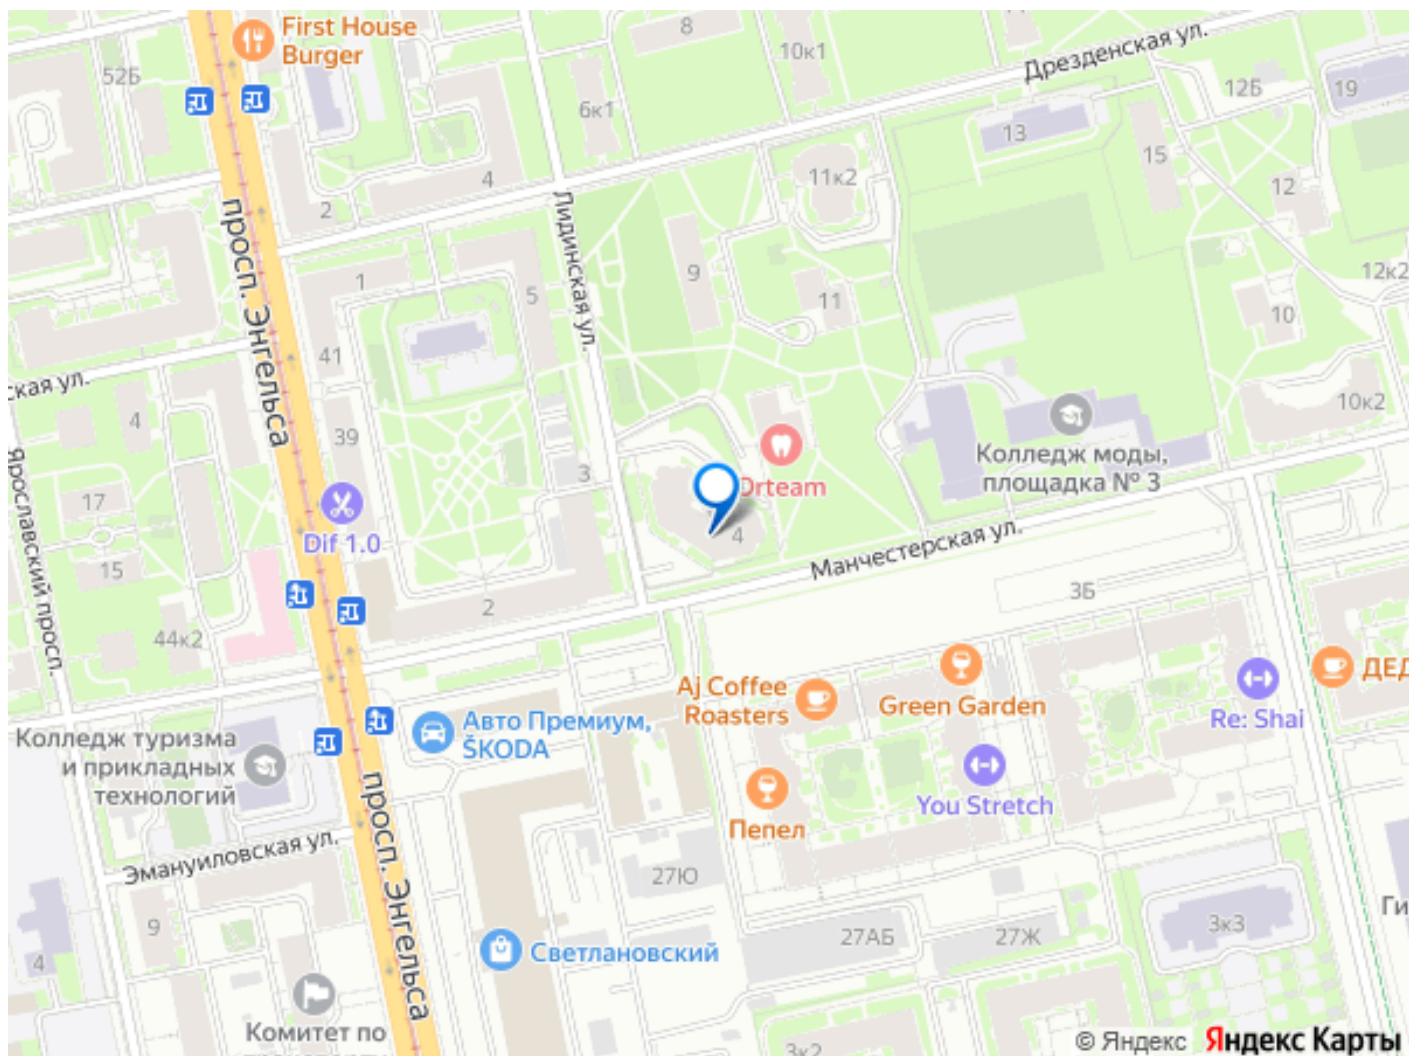 First House
Burger
8
10к1
Дрезденская ул.
52Б
6к1
12Б
19
13
15
4
2
11к2
12
Лидинская ул.
просп. Энгельса
9
5
1
11
12к2
10
41
ская ул.
4
39
10к2
Колледж моды,
площадка № 3
3
Drteam
17
Ярославский просп.
Dif 1.0
4
Манчестерская ул.
15
2
3Б
44к2
Aj Coffee
Roasters
Green Garden
ДЕД
Re: Shai
Авто Премиум,
ŠKODA
Колледж туризма
и прикладных
технологий
You Stretch
Пепел
просп. Энгельса
Эмануиловская ул.
27Ю
9
27АБ
27Ж
3к3
Ги
Светлановский
4
Комитет по
3к2
© Яндекс Яндекс Карты